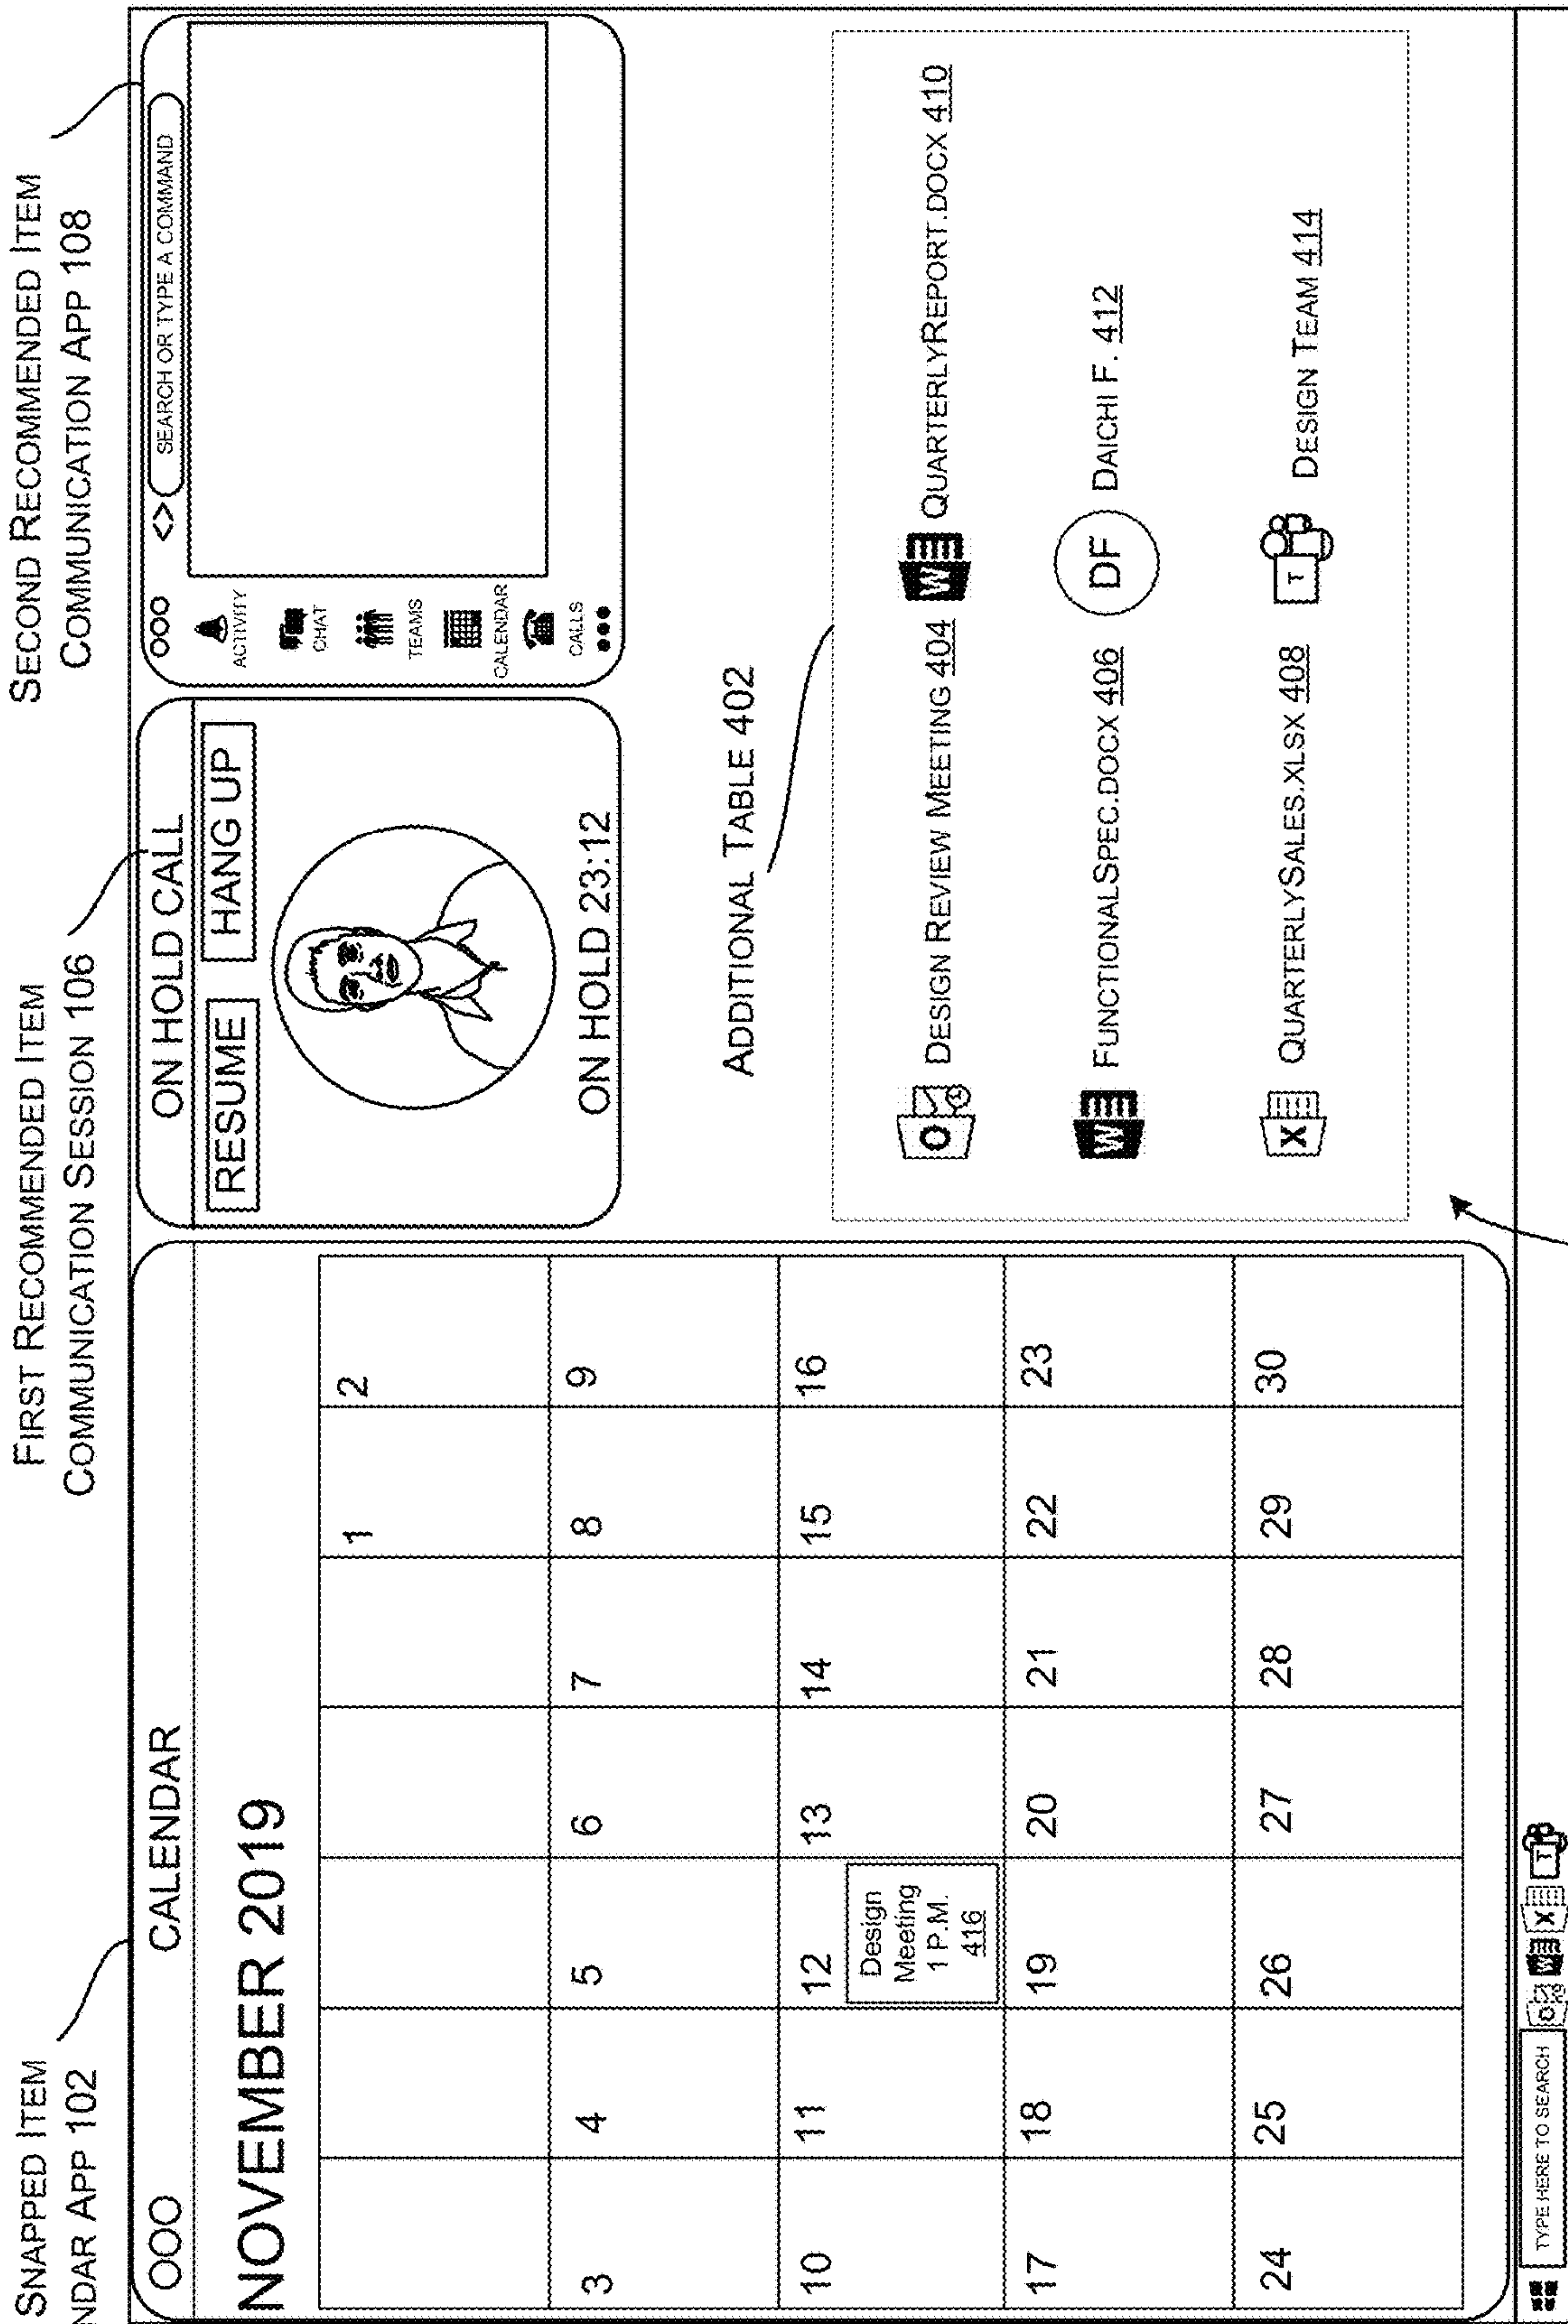 SNAPPED ITEM
NDAR APP 102
FIRST RECOMMENDED ITEM
COMMUNICATION SESSION 106
SECOND RECOMMENDED ITEM
COMMUNICATION APP 108
CALENDAR
NOVEMBER 2019
1 2
3 4 5 6 7 8 9
10 11 12 13 14 15 16
Design
Meeting
1 P.M.
416
17 18 19 20 21 22 23
24 25 26 27 28 29 30
ON HOLD CALL
RESUME HANG UP
ON HOLD 23:12
<> SEARCH OR TYPE A COMMAND
ACTIVITY
CHAT
TEAMS
CALENDAR
CALLS
ADDITIONAL TABLE 402
O DESIGN REVIEW MEETING 404
W QUARTERLYREPORT.DOCX 410
W FUNCTIONALSPEC.DOCX 406
DF DAICHI F. 412
X QUARTERLYSALES.XLSX 408
T DESIGN TEAM 414
TYPE HERE TO SEARCH O W X T